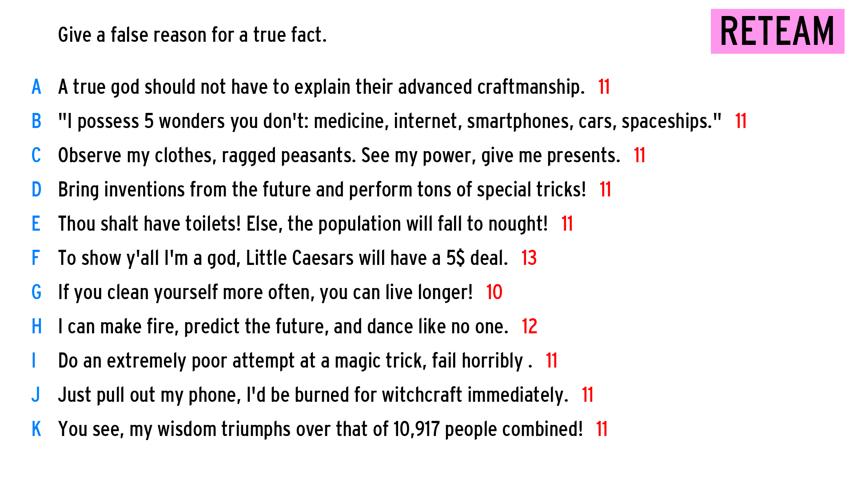 Give a false reason for a true fact.
RETEAM
A A true god should not have to explain their advanced craftmanship. 11
B "I possess 5 wonders you don't: medicine, internet, smartphones, cars, spaceships." 11
C Observe my clothes, ragged peasants. See my power, give me presents. 11
D Bring inventions from the future and perform tons of special tricks! 11
E Thou shalt have toilets! Else, the population will fall to nought! 11
F To show y'all I'm a god, Little Caesars will have a 5$ deal. 13
G If you clean yourself more often, you can live longer! 10
H I can make fire, predict the future, and dance like no one. 12
I Do an extremely poor attempt at a magic trick, fail horribly . 11
J Just pull out my phone, I'd be burned for witchcraft immediately. 11
K You see, my wisdom triumphs over that of 10,917 people combined! 11